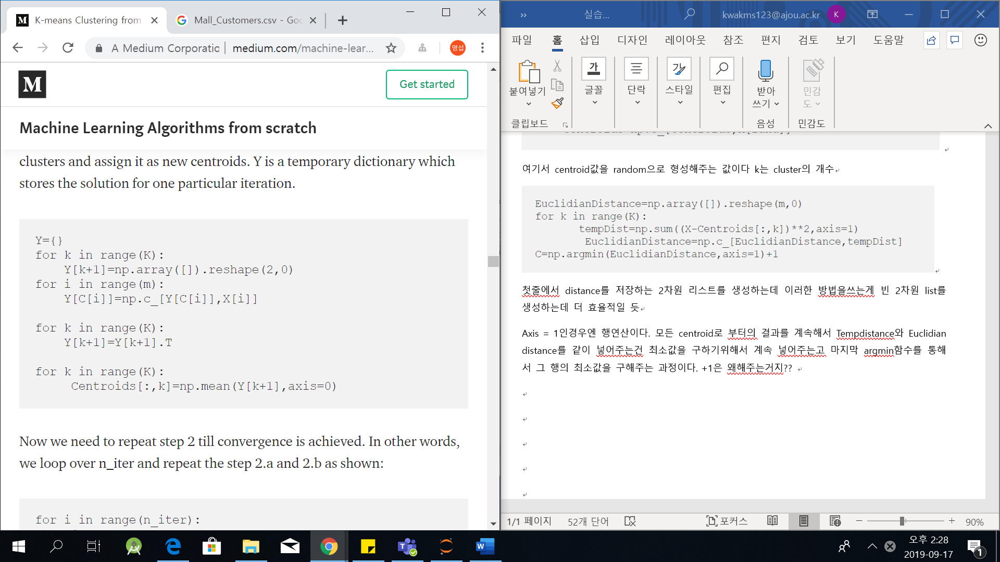 K-means Clustering from
Mall_Customers.csv - Goo
A Medium Corporatic
medium.com/machine-lear...
명섭
M
Get started
Machine Learning Algorithms from scratch
clusters and assign it as new centroids. Y is a temporary dictionary which
stores the solution for one particular iteration.
Y={}
for k in range(K):
Y[k+1]=np.array([]).reshape(2,0)
for i in range(m):
Y[C[i]]=np.c_[Y[C[i]],X[i]]
for k in range(K):
Y[k+1]=Y[k+1].T
for k in range(K):
Centroids[:,k]=np.mean(Y[k+1],axis=0)
Now we need to repeat step 2 till convergence is achieved. In other words,
we loop over n_iter and repeat the step 2.a and 2.b as shown:
for i in range(n_iter):
실습...
kwakms123@ajou.ac.kr
K
파일 홈 삽입 디자인 레이아웃 참조 편지 검토 보기 도움말
가
붙여넣기
글꼴
단락
스타일
편집
받아
쓰기
민감
도
클립보드
음성
민감도
여기서 centroid값을 random으로 형성해주는 값이다 k는 cluster의 개수
EuclidianDistance=np.array([]).reshape(m,0)
for k in range(K):
tempDist=np.sum((X-Centroids[:,k])**2,axis=1)
EuclidianDistance=np.c_[EuclidianDistance,tempDist]
C=np.argmin(EuclidianDistance,axis=1)+1
첫줄에서 distance를 저장하는 2차원 리스트를 생성하는데 이러한 방법을쓰는게 빈 2차원 list를
생성하는데 더 효율적일 듯
Axis = 1인경우엔 행연산이다. 모든 centroid로 부터의 결과를 계속해서 Tempdistance와 Euclidian
distance를 같이 넣어주는건 최소값을 구하기위해서 계속 넣어주는고 마지막 argmin함수를 통해
서 그 행의 최소값을 구해주는 과정이다. +1은 왜해주는거지??
1/1 페이지
52개 단어
포커스
90%
오후 2:28
2019-09-17
1